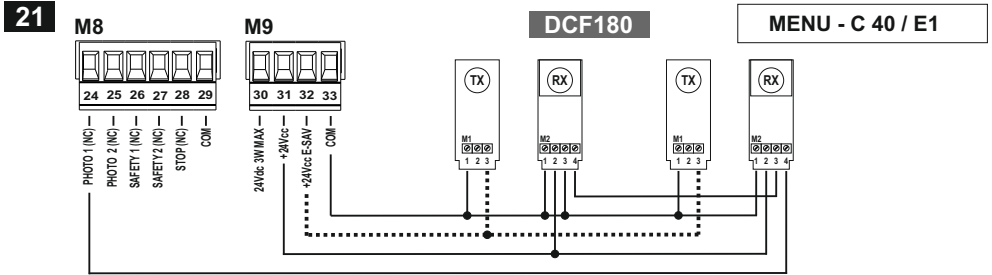 21
M8
M9
DCF180
MENU - C 40 / E1
24 25 26 27 28 29
30 31 32 33
PHOTO 1 (NC)
PHOTO 2 (NC)
SAFETY 1 (NC)
SAFETY 2 (NC)
STOP (NC)
COM
24Vdc 3W MAX
+24Vcc
+24Vcc E-SAV
COM
TX
RX
TX
RX
M1
1 2 3
M2
1 2 3 4
M1
1 2 3
M2
1 2 3 4